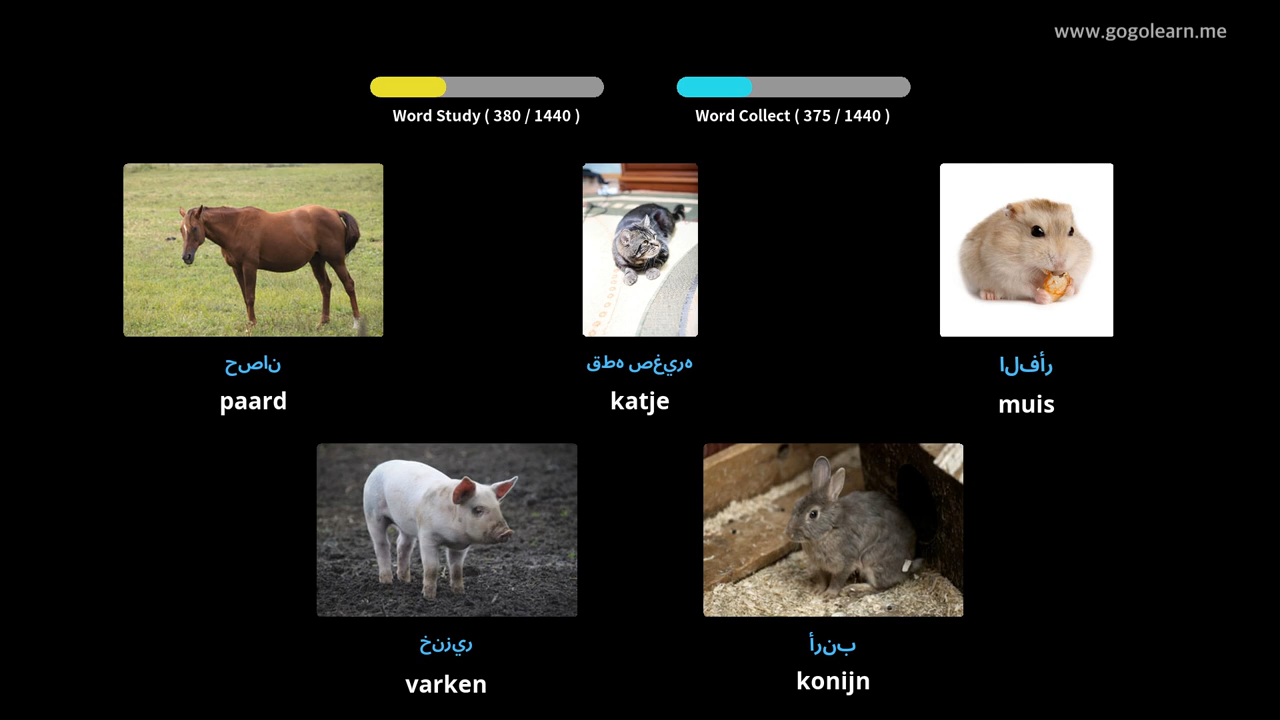 www.gogolearn.me
Word Study ( 380 / 1440 )
Word Collect ( 375 / 1440 )
حصان
قطه صغيره
الفأر
paard
katje
muis
خنزير
أرنب
varken
konijn